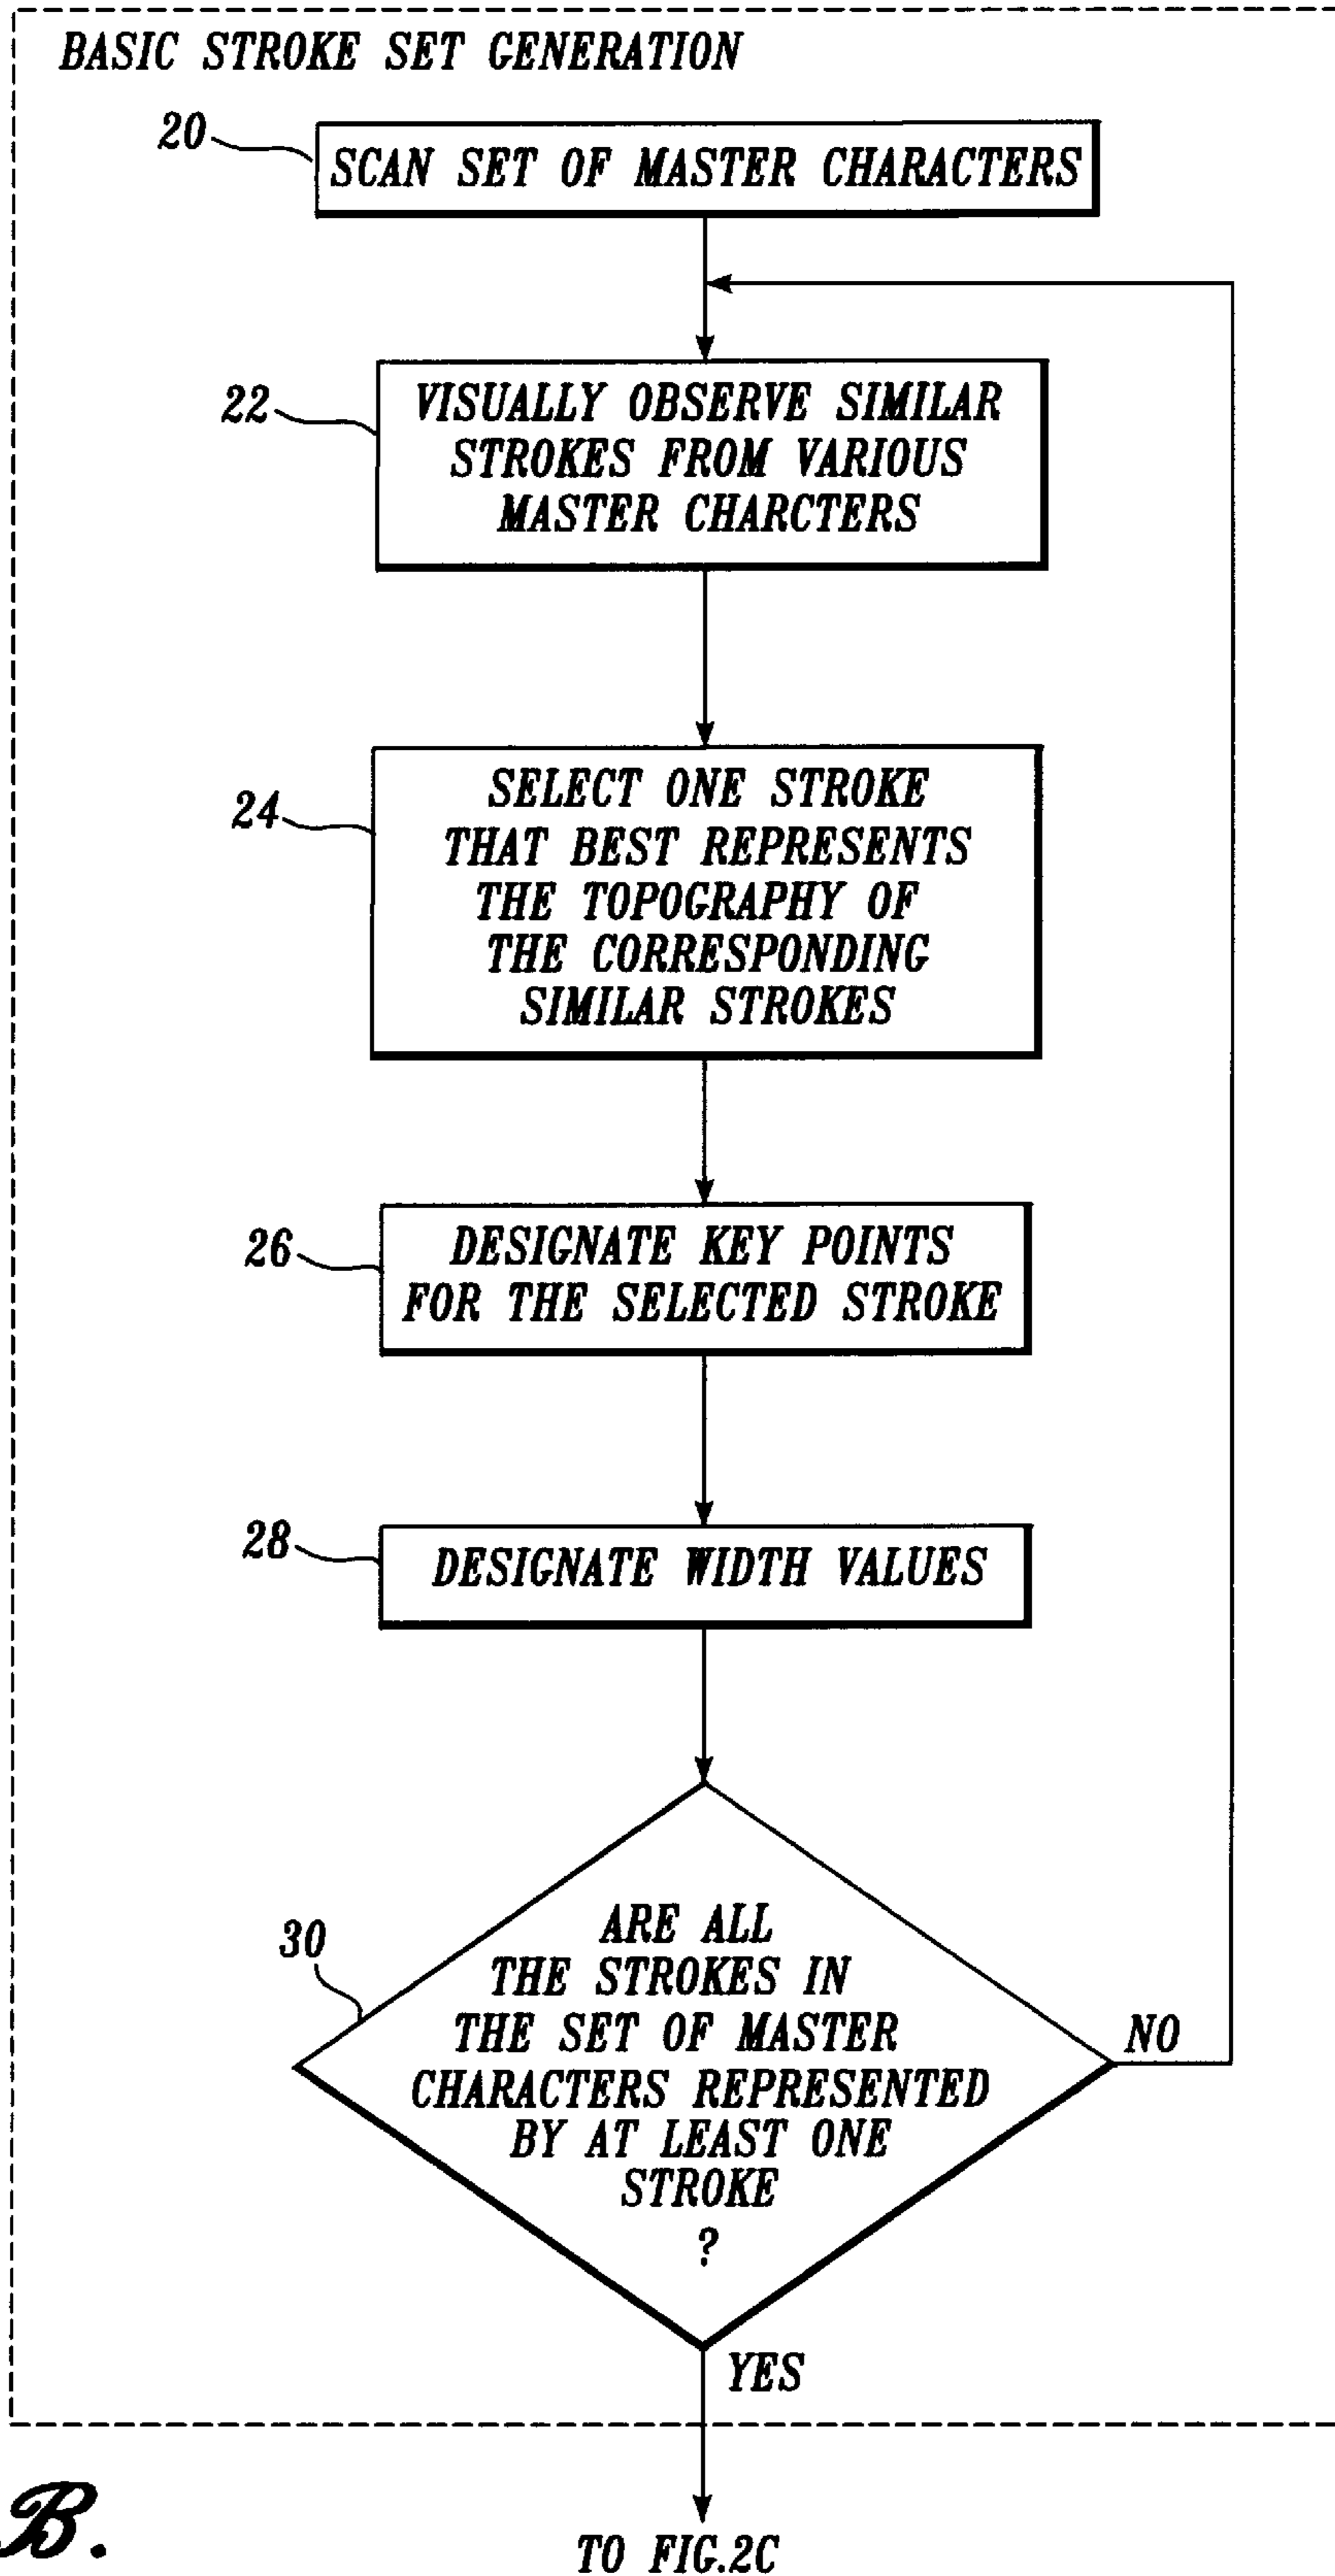 BASIC STROKE SET GENERATION
20
SCAN SET OF MASTER CHARACTERS
22
VISUALLY OBSERVE SIMILAR
STROKES FROM VARIOUS
MASTER CHARCTERS
24
SELECT ONE STROKE
THAT BEST REPRESENTS
THE TOPOGRAPHY OF
THE CORRESPONDING
SIMILAR STROKES
26
DESIGNATE KEY POINTS
FOR THE SELECTED STROKE
28
DESIGNATE WIDTH VALUES
30
ARE ALL
THE STROKES IN
THE SET OF MASTER
CHARACTERS REPRESENTED
BY AT LEAST ONE
STROKE
?
NO
YES
B.
TO FIG.2C